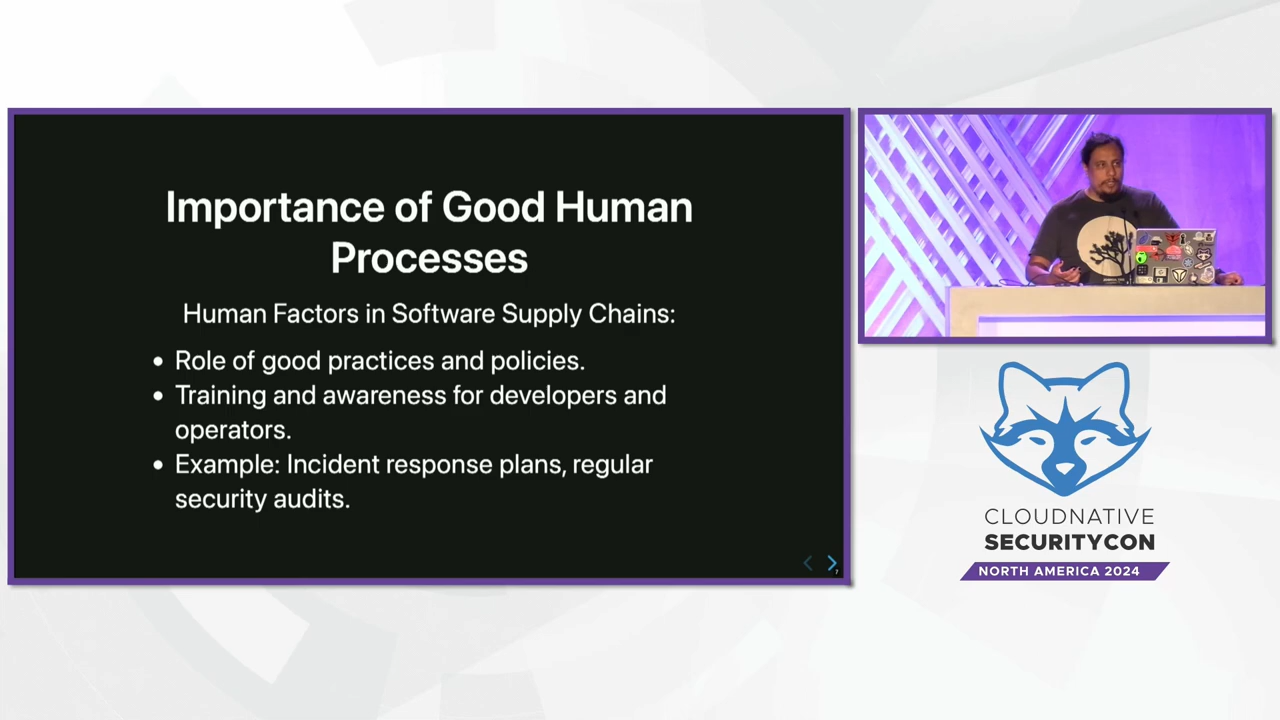 Importance of Good Human
Processes
Human Factors in Software Supply Chains:
• Role of good practices and policies.
• Training and awareness for developers and
operators.
• Example: Incident response plans, regular
security audits.
7
CLOUDNATIVE
SECURITYCON
NORTH AMERICA 2024